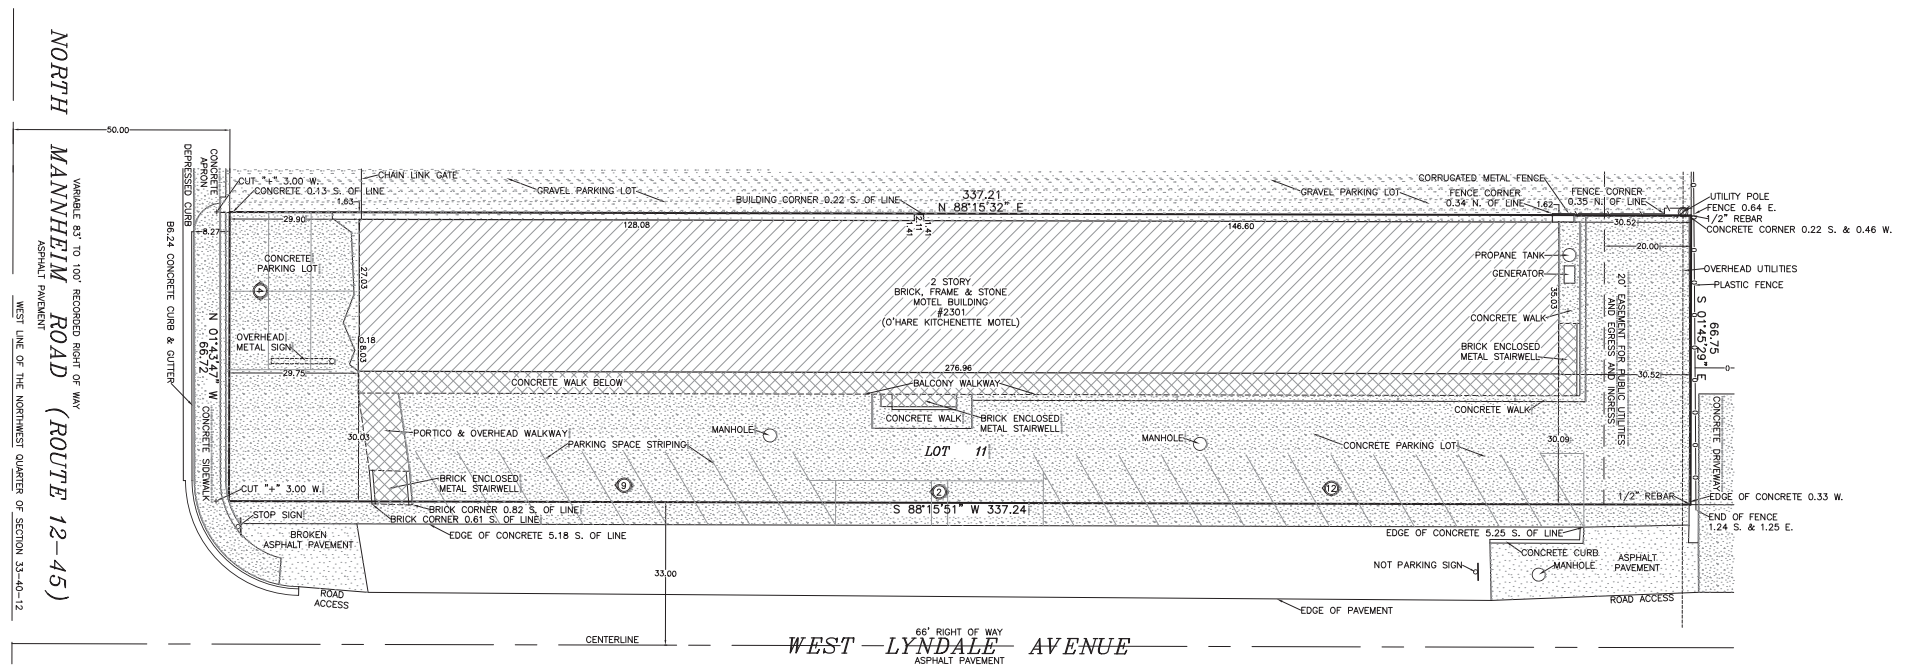 NORTH MANNHEIM ROAD (ROUTE 12-45)
VARIABLE 83' TO 100' RECORDED RIGHT OF WAY
ASPHALT PAVEMENT
WEST LINE OF THE NORTHWEST QUARTER OF SECTION 33-40-12
50.00
CONCRETE
APRON
DEPRESSED CURB
B6.24 CONCRETE CURB & GUTTER
CUT "+" 3.00 W.
CONCRETE 0.13 S. OF LINE
CHAIN LINK GATE
1.63
GRAVEL PARKING LOT
BUILDING CORNER 0.22 S. OF LINE
337.21
N 88°15'32" E
GRAVEL PARKING LOT
CORRUGATED METAL FENCE
FENCE CORNER
0.34 N. OF LINE
1.62
FENCE CORNER
0.35 N. OF LINE
UTILITY POLE
FENCE 0.64 E.
1/2" REBAR
CONCRETE CORNER 0.22 S. & 0.46 W.
29.90
8.27
128.08
1.41
2.11
1.41
146.60
30.52
20.00
CONCRETE
PARKING LOT
4
27.03
0.18
8.03
OVERHEAD
METAL SIGN
29.75
N 01°43'47" W
66.72
CONCRETE SIDEWALK
2 STORY
BRICK, FRAME & STONE
MOTEL BUILDING
#2301
(O'HARE KITCHENETTE MOTEL)
PROPANE TANK
GENERATOR
35.03
CONCRETE WALK
BRICK ENCLOSED
METAL STAIRWELL
20' EASEMENT FOR PUBLIC UTILITIES
AND EGRESS AND INGRESS
OVERHEAD UTILITIES
PLASTIC FENCE
66.75
S 01°45'29" E
276.96
30.52
CONCRETE WALK BELOW
BALCONY WALKWAY
CONCRETE WALK
BRICK ENCLOSED
METAL STAIRWELL
CONCRETE WALK
30.03
PORTICO & OVERHEAD WALKWAY
PARKING SPACE STRIPING
MANHOLE
LOT 11
MANHOLE
CONCRETE PARKING LOT
30.09
CONCRETE DRIVEWAY
CUT "+" 3.00 W.
BRICK ENCLOSED
METAL STAIRWELL
9
2
12
1/2" REBAR
EDGE OF CONCRETE 0.33 W.
BRICK CORNER 0.82 S. OF LINE
BRICK CORNER 0.61 S. OF LINE
S 88°15'51" W 337.24
END OF FENCE
1.24 S. & 1.25 E.
STOP SIGN
BROKEN
ASPHALT PAVEMENT
EDGE OF CONCRETE 5.18 S. OF LINE
EDGE OF CONCRETE 5.25 S. OF LINE
CONCRETE CURB
ASPHALT
PAVEMENT
NOT PARKING SIGN
MANHOLE
33.00
ROAD
ACCESS
ROAD ACCESS
EDGE OF PAVEMENT
CENTERLINE
66' RIGHT OF WAY
WEST LYNDALE AVENUE
ASPHALT PAVEMENT